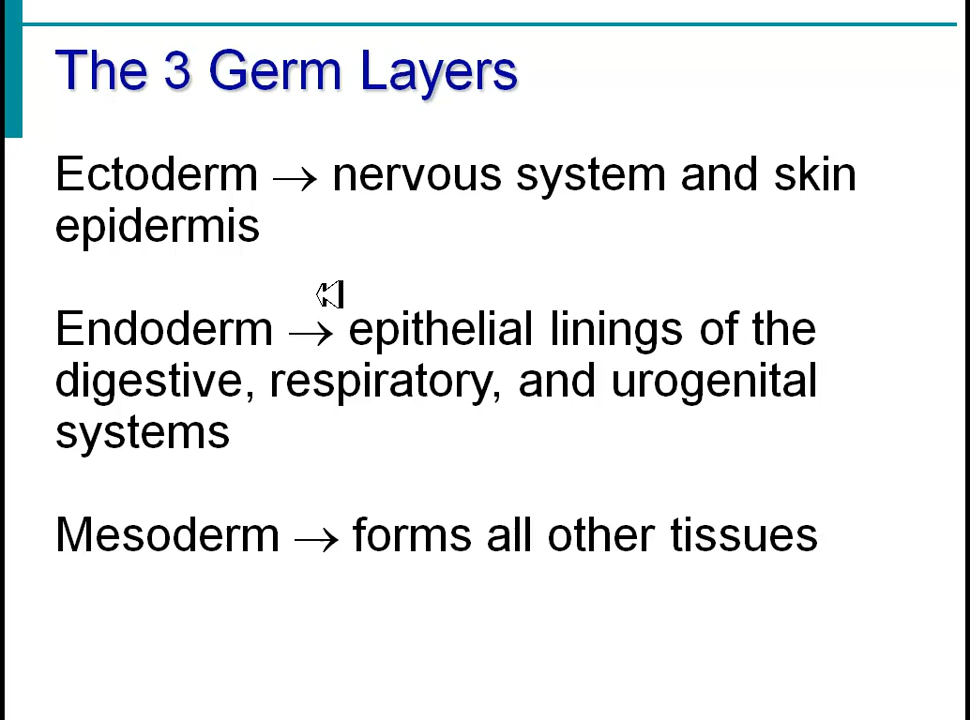 The 3 Germ Layers
Ectoderm → nervous system and skin
epidermis
Endoderm → epithelial linings of the
digestive, respiratory, and urogenital
systems
Mesoderm → forms all other tissues